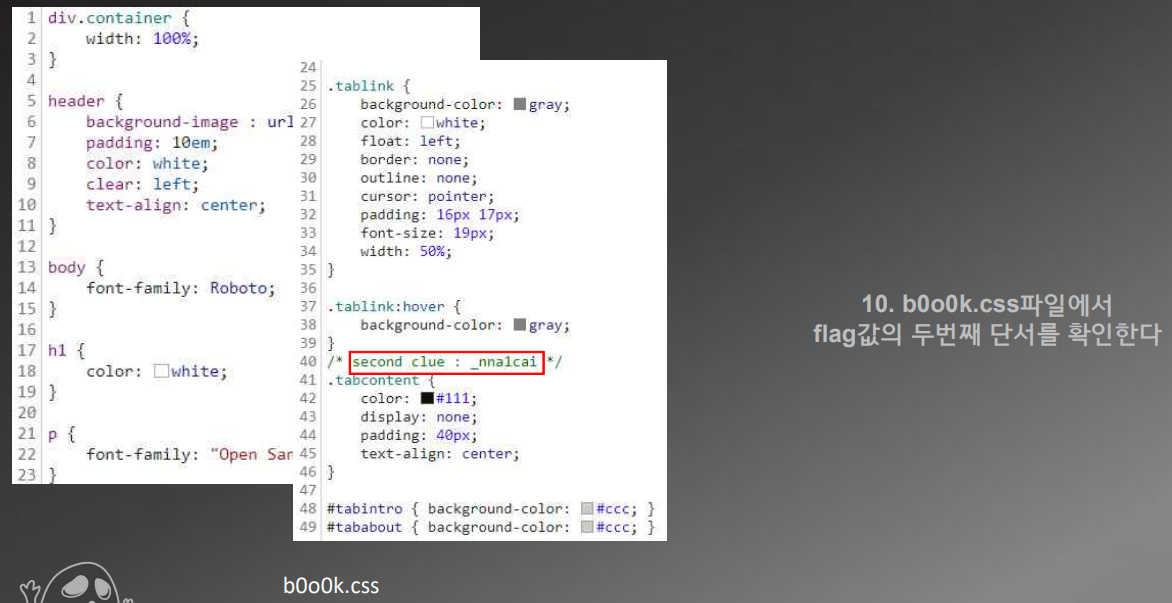 1 div.container {
2 width: 100%;
3 }
4
5 header {
6 background-image : url
7 padding: 10em;
8 color: white;
9 clear: left;
10 text-align: center;
11 }
12
13 body {
14 font-family: Roboto;
15 }
16
17 h1 {
18 color: white;
19 }
20
21 p {
22 font-family: "Open San
23 }
24
25 .tablink {
26 background-color: gray;
27 color: white;
28 float: left;
29 border: none;
30 outline: none;
31 cursor: pointer;
32 padding: 16px 17px;
33 font-size: 19px;
34 width: 50%;
35 }
36
37 .tablink:hover {
38 background-color: gray;
39 }
40 /* second clue : _nna1cai */
41 .tabcontent {
42 color: #111;
43 display: none;
44 padding: 40px;
45 text-align: center;
46 }
47
48 #tabintro { background-color: #ccc; }
49 #tababout { background-color: #ccc; }
10. b0o0k.css파일에서
flag값의 두번째 단서를 확인한다
b0o0k.css